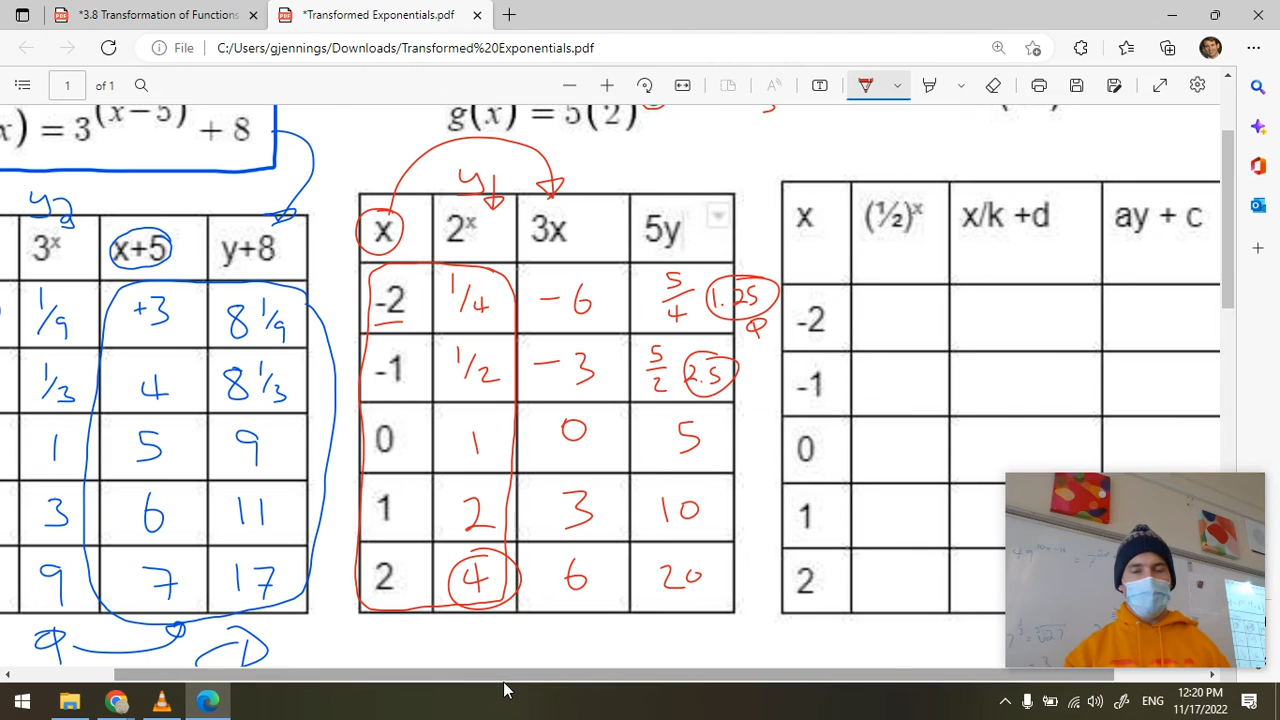 *3.8 Transformation of Functions
*Transformed Exponentials.pdf
File C:/Users/gjennings/Downloads/Transformed%20Exponentials.pdf
1 of 1
x) = 3^(x−5) + 8
g(x) = 5(2)
y
3ˣ x+5 y+8
1/9 +3 8 1/9
1/3 4 8 1/3
1 5 9
3 6 11
9 7 17
y
x 2ˣ 3x 5y
-2 1/4 -6 5/4 1.25
-1 1/2 -3 5/2 2.5
0 1 0 5
1 2 3 10
2 4 6 20
x (½)ˣ x/k +d ay + c
-2
-1
0
1
2
ENG
12:20 PM
11/17/2022